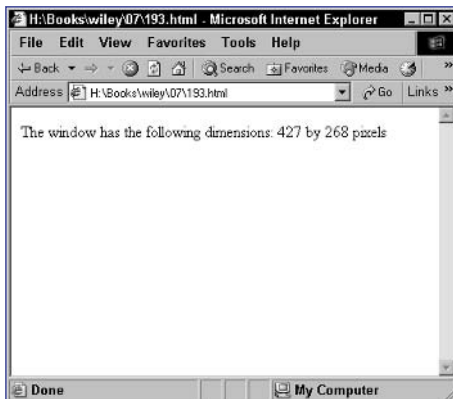 H:\Books\wiley\07\193.html - Microsoft Internet Explorer
File Edit View Favorites Tools Help
Back Search Favorites Media »
Address H:\Books\wiley\07\193.html Go Links »
The window has the following dimensions: 427 by 268 pixels
Done My Computer